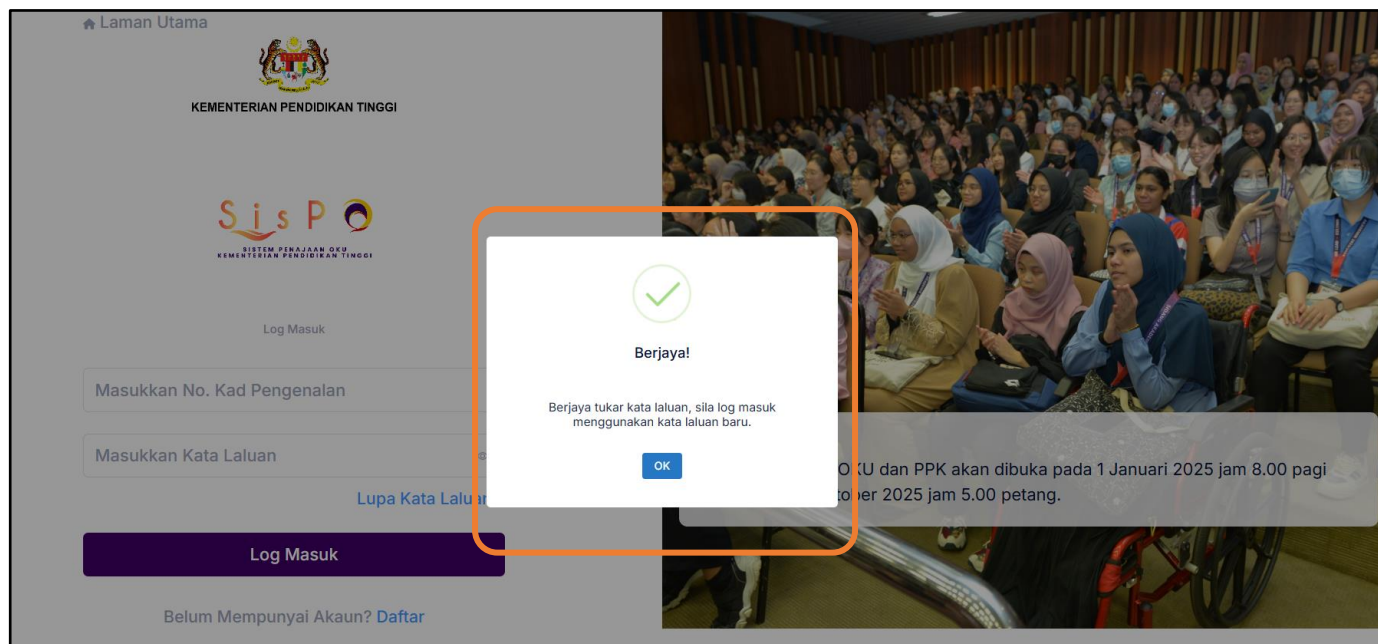 Laman Utama
KEMENTERIAN PENDIDIKAN TINGGI
SisPO
SISTEM PENAJAAN OKU
KEMENTERIAN PENDIDIKAN TINGGI
Log Masuk
Masukkan No. Kad Pengenalan
Masukkan Kata Laluan
Lupa Kata Laluan
Log Masuk
Belum Mempunyai Akaun? Daftar
Berjaya!
Berjaya tukar kata laluan, sila log masuk
menggunakan kata laluan baru.
OK
OKU dan PPK akan dibuka pada 1 Januari 2025 jam 8.00 pagi
2025 jam 5.00 petang.